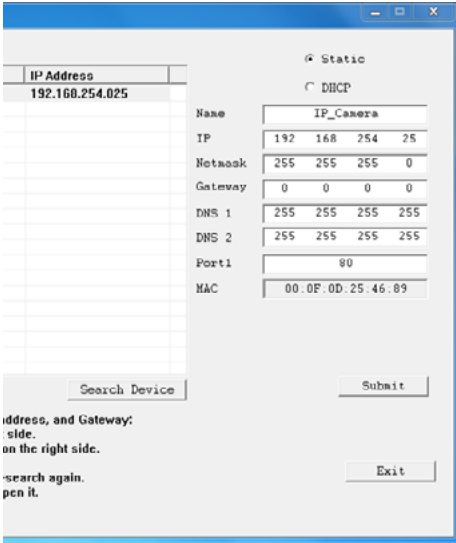 Static
IP Address
192.168.254.025
DHCP
Name IP_Camera
IP 192 168 254 25
Netmask 255 255 255 0
Gateway 0 0 0 0
DNS 1 255 255 255 255
DNS 2 255 255 255 255
Port1 80
MAC 00:0F:0D:25:46:89
Search Device
Submit
address, and Gateway:
side.
on the right side.
Exit
-search again.
pen it.